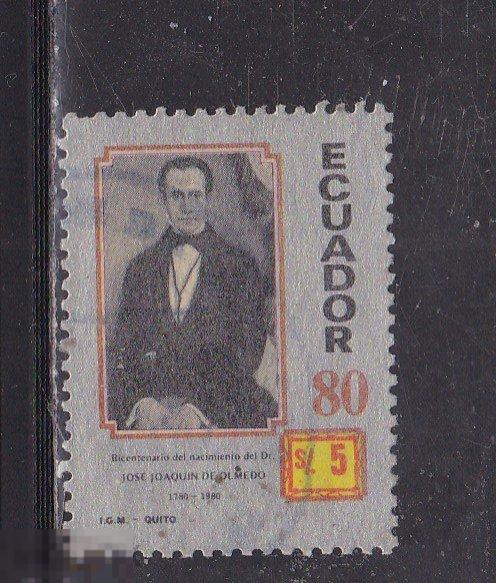 ECUADOR
80
S/. 5
Bicentenario del nacimiento del Dr.
JOSE JOAQUIN DE OLMEDO
1780 - 1980
I.G.M. - QUITO